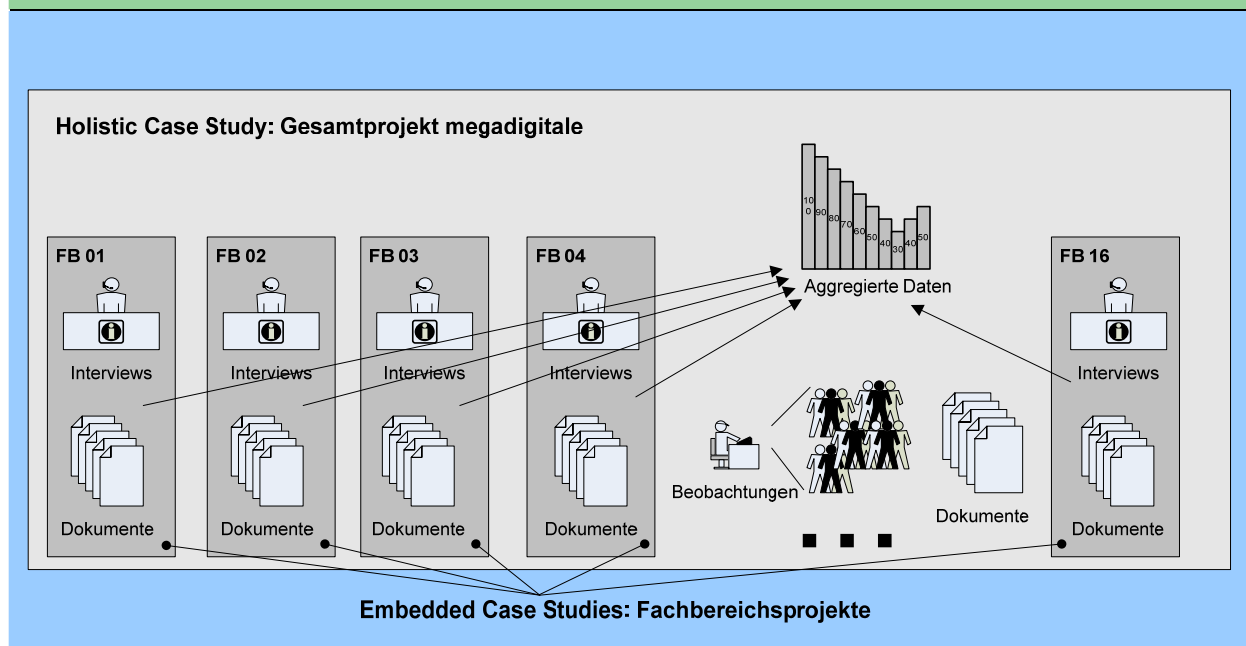 Holistic Case Study: Gesamtprojekt megadigitale
10
0
90
80
70
60
50
40
30
40
50
Aggregierte Daten
FB 01
Interviews
Dokumente
FB 02
Interviews
Dokumente
FB 03
Interviews
Dokumente
FB 04
Interviews
Dokumente
Beobachtungen
Dokumente
FB 16
Interviews
Dokumente
Embedded Case Studies: Fachbereichsprojekte